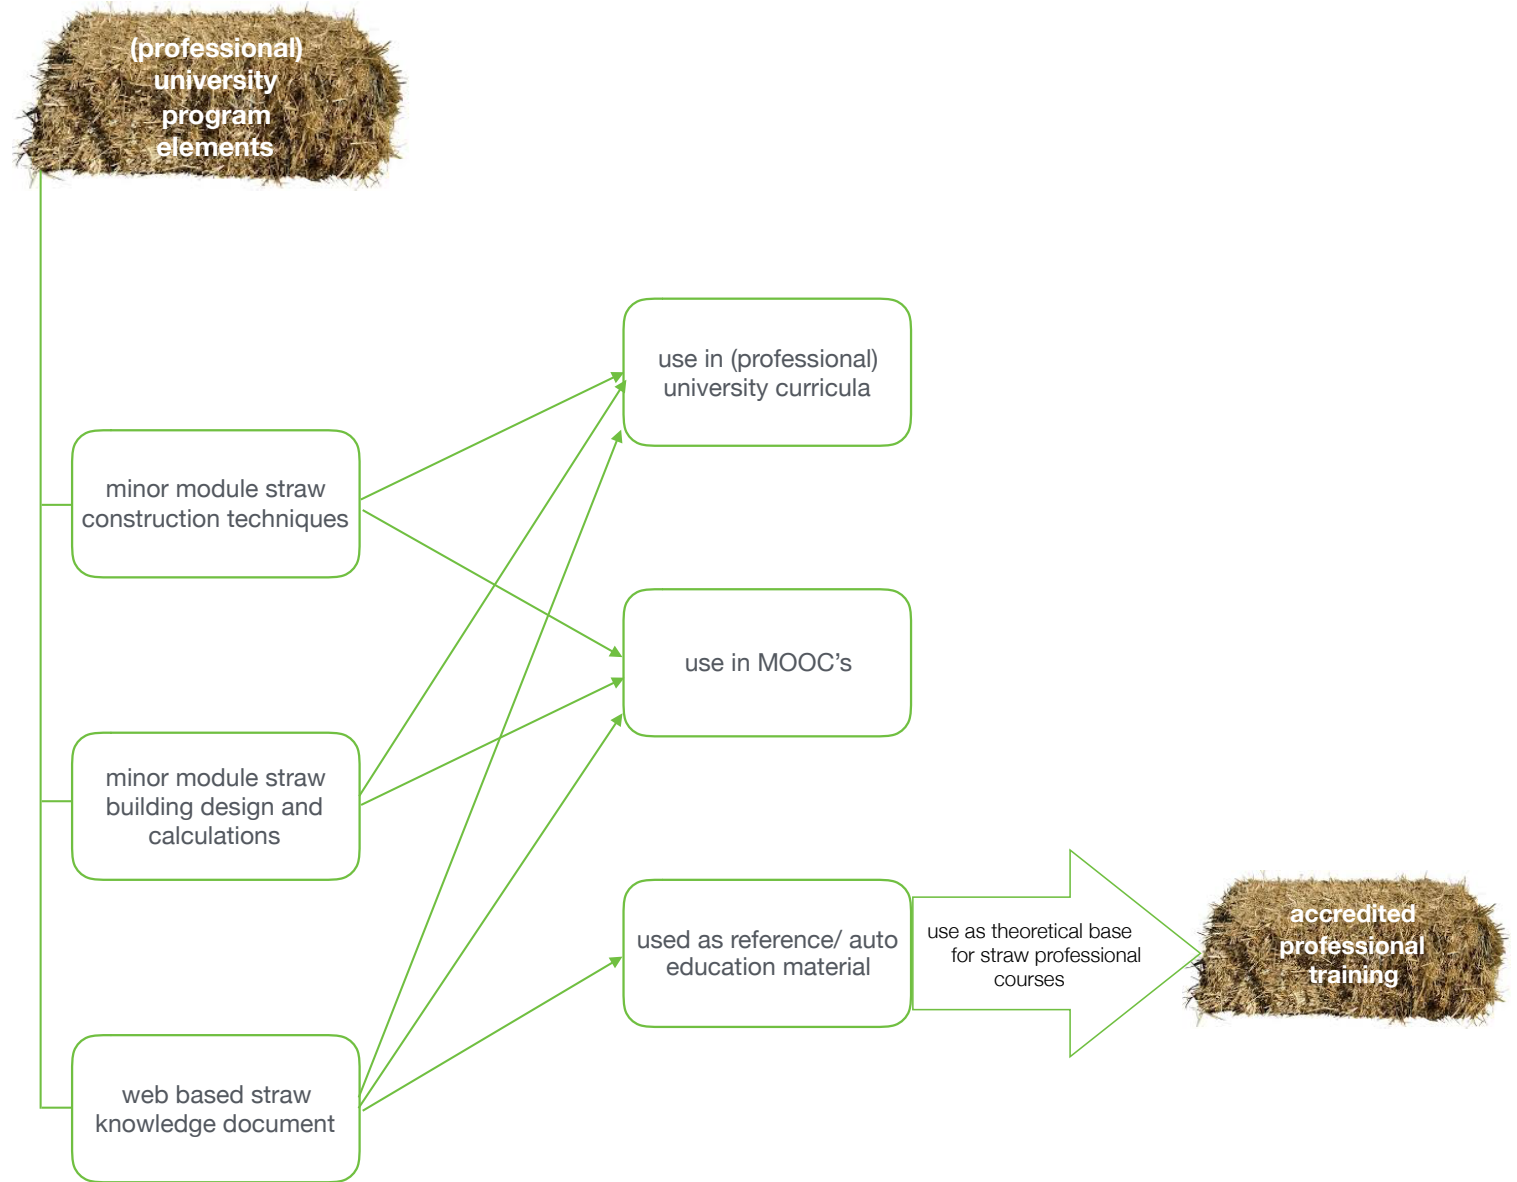 (professional)
university
program
elements
use in (professional)
university curricula
minor module straw
construction techniques
use in MOOC’s
minor module straw
building design and
calculations
used as reference/ auto
education material
use as theoretical base
for straw professional
courses
accredited
professional
training
web based straw
knowledge document